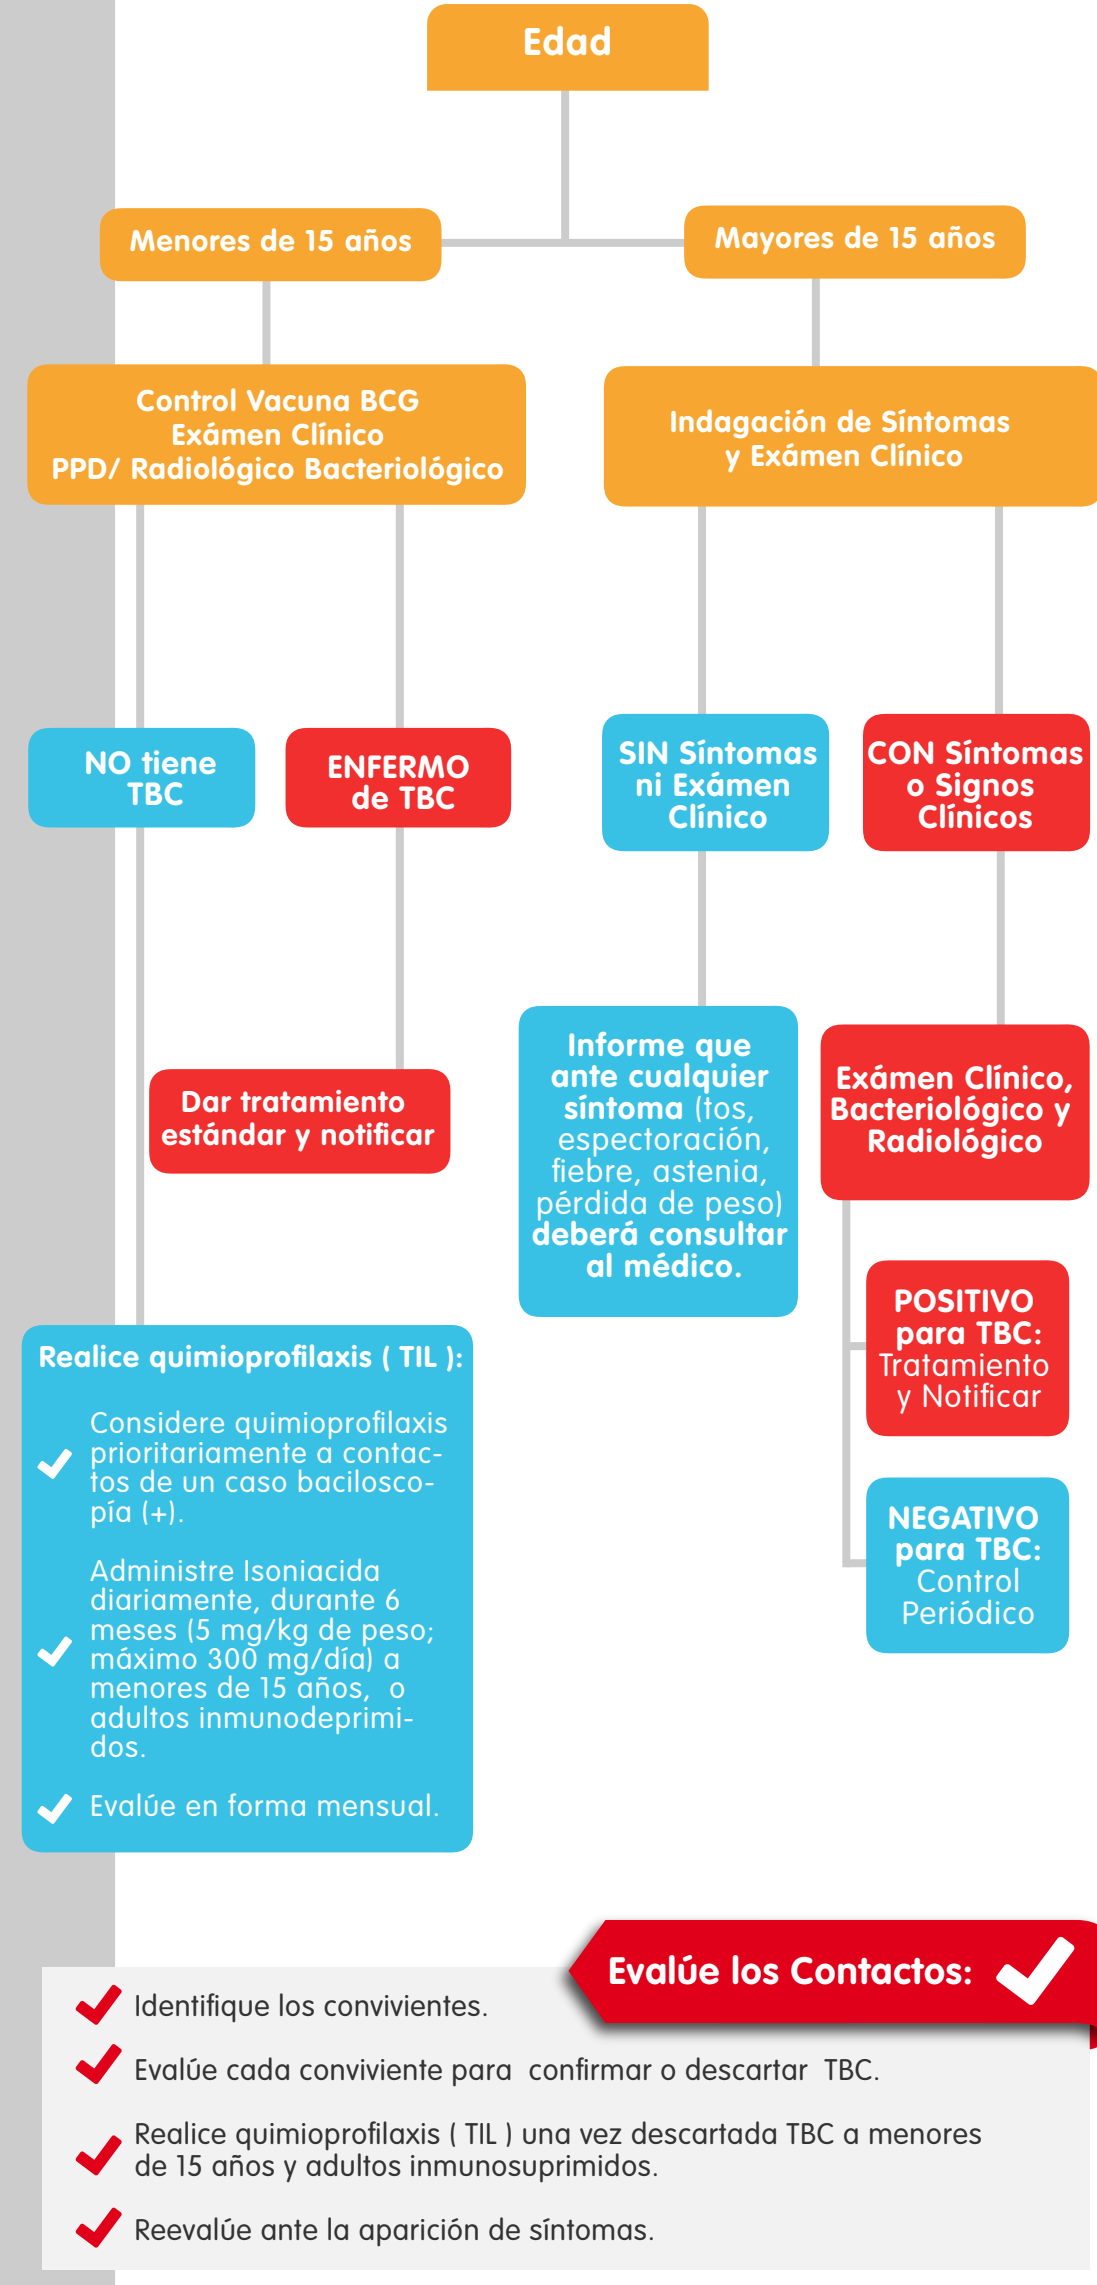 Edad
Menores de 15 años
Mayores de 15 años
Control Vacuna BCG
Exámen Clínico
PPD/ Radiológico Bacteriológico
Indagación de Síntomas
y Exámen Clínico
NO tiene
TBC
ENFERMO
de TBC
SIN Síntomas
ni Exámen
Clínico
CON Síntomas
o Signos
Clínicos
Dar tratamiento
estándar y notificar
Informe que
ante cualquier
síntoma (tos,
espectoración,
fiebre, astenia,
pérdida de peso)
deberá consultar
al médico.
Exámen Clínico,
Bacteriológico y
Radiológico
POSITIVO
para TBC:
Tratamiento
y Notificar
NEGATIVO
para TBC:
Control
Periódico
Realice quimioprofilaxis ( TIL ):
Considere quimioprofilaxis
prioritariamente a contac-
tos de un caso bacilosco-
pía (+).
Administre Isoniacida
diariamente, durante 6
meses (5 mg/kg de peso;
máximo 300 mg/día) a
menores de 15 años,  o
adultos inmunodeprimi-
dos.
Evalúe en forma mensual.
Evalúe los Contactos:
Identifique los convivientes.
Evalúe cada conviviente para  confirmar o descartar  TBC.
Realice quimioprofilaxis ( TIL ) una vez descartada TBC a menores
de 15 años y adultos inmunosuprimidos.
Reevalúe ante la aparición de síntomas.